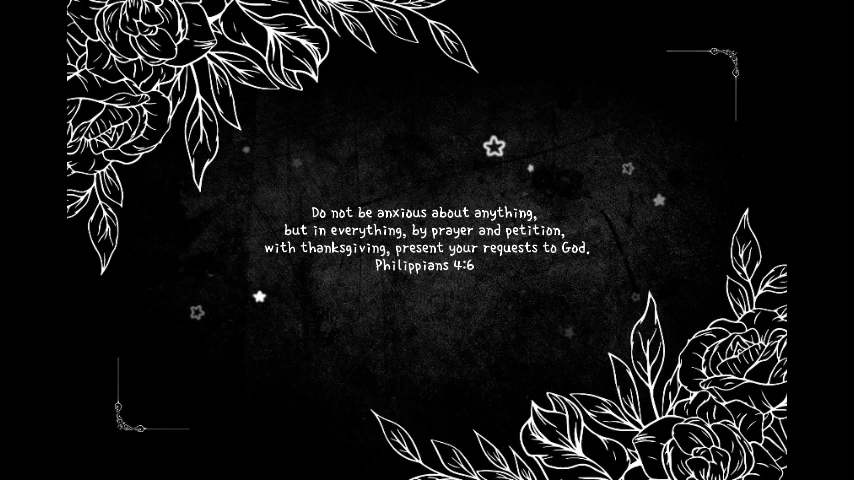 Do not be anxious about anything,
but in everything, by prayer and petition,
with thanksgiving, present your requests to God.
Philippians 4:6